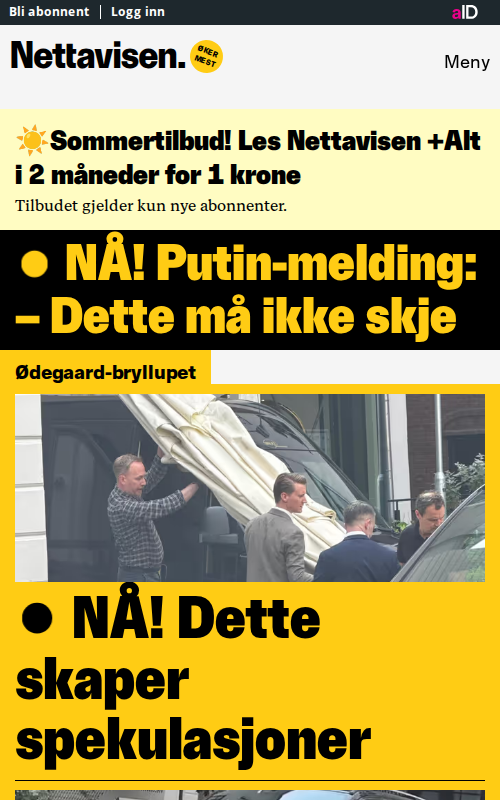 Bli abonnent | Logg inn
aID
Nettavisen.
ØKER
MEST
Meny
☀️Sommertilbud! Les Nettavisen +Alt
i 2 måneder for 1 krone
Tilbudet gjelder kun nye abonnenter.
● NÅ! Putin-melding:
– Dette må ikke skje
Ødegaard-bryllupet
● NÅ! Dette
skaper
spekulasjoner